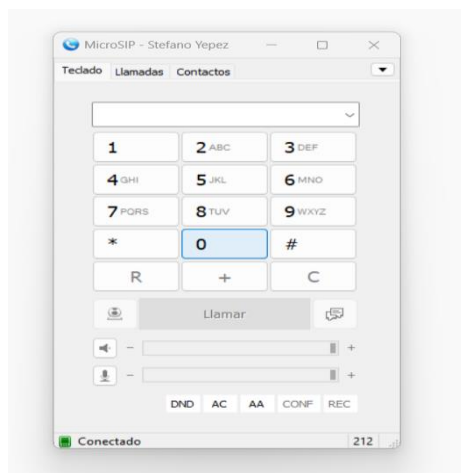 MicroSIP - Stefano Yepez
Teclado Llamadas Contactos
1 2 ABC 3 DEF
4 GHI 5 JKL 6 MNO
7 PQRS 8 TUV 9 WXYZ
* 0 #
R + C
Llamar
- +
- +
DND AC AA CONF REC
Conectado 212